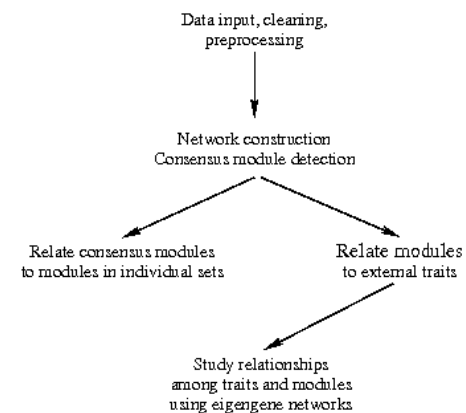 Data input, cleaning,
preprocessing
Network construction
Consensus module detection
Relate consensus modules
to modules in individual sets
Relate modules
to external traits
Study relationships
among traits and modules
using eigengene networks